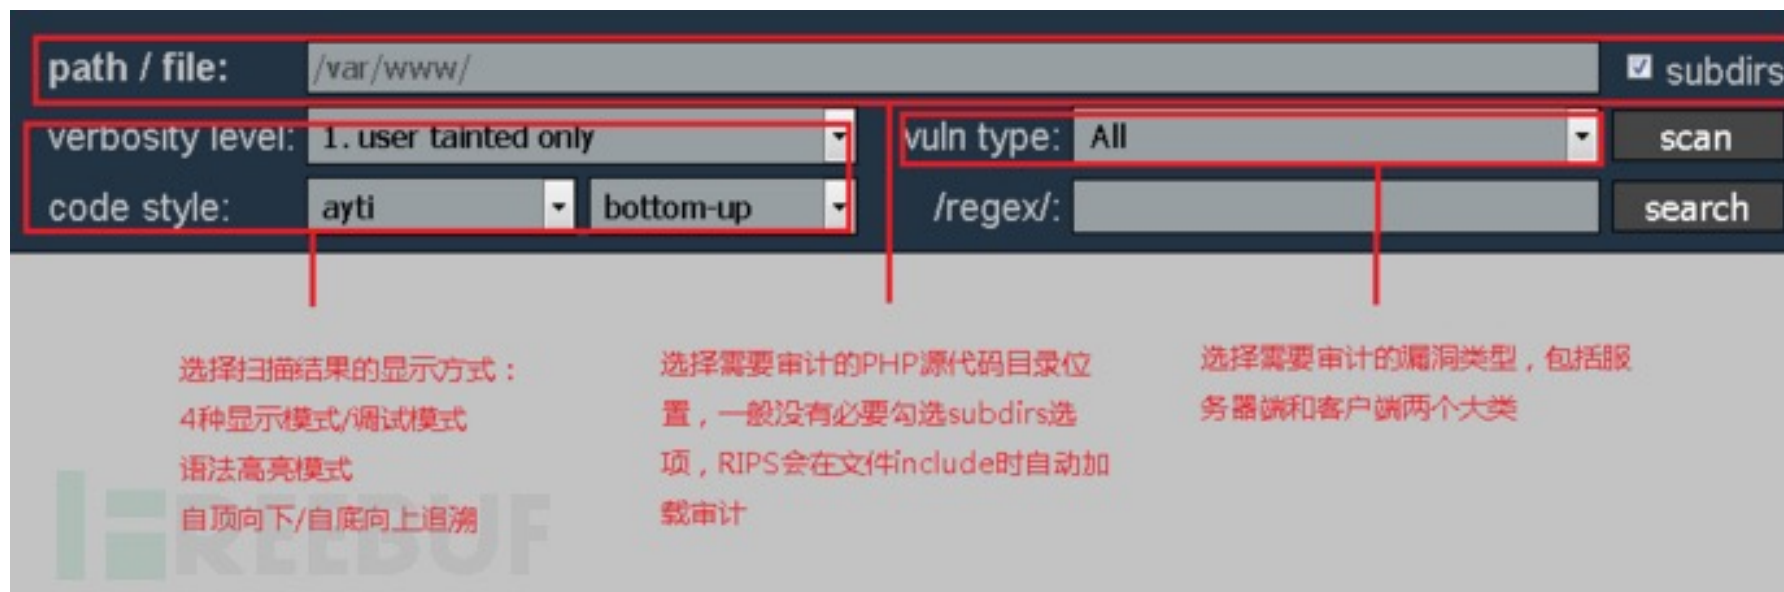 path / file: /var/www/ subdirs
verbosity level: 1. user tainted only vuln type: All scan
code style: ayti bottom-up /regex/: search
选择扫描结果的显示方式：
4种显示模式/调试模式
语法高亮模式
自顶向下/自底向上追溯
选择需要审计的PHP源代码目录位
置，一般没有必要勾选subdirs选
项，RIPS会在文件include时自动加
载审计
选择需要审计的漏洞类型，包括服
务器端和客户端两个大类
FREEBUF